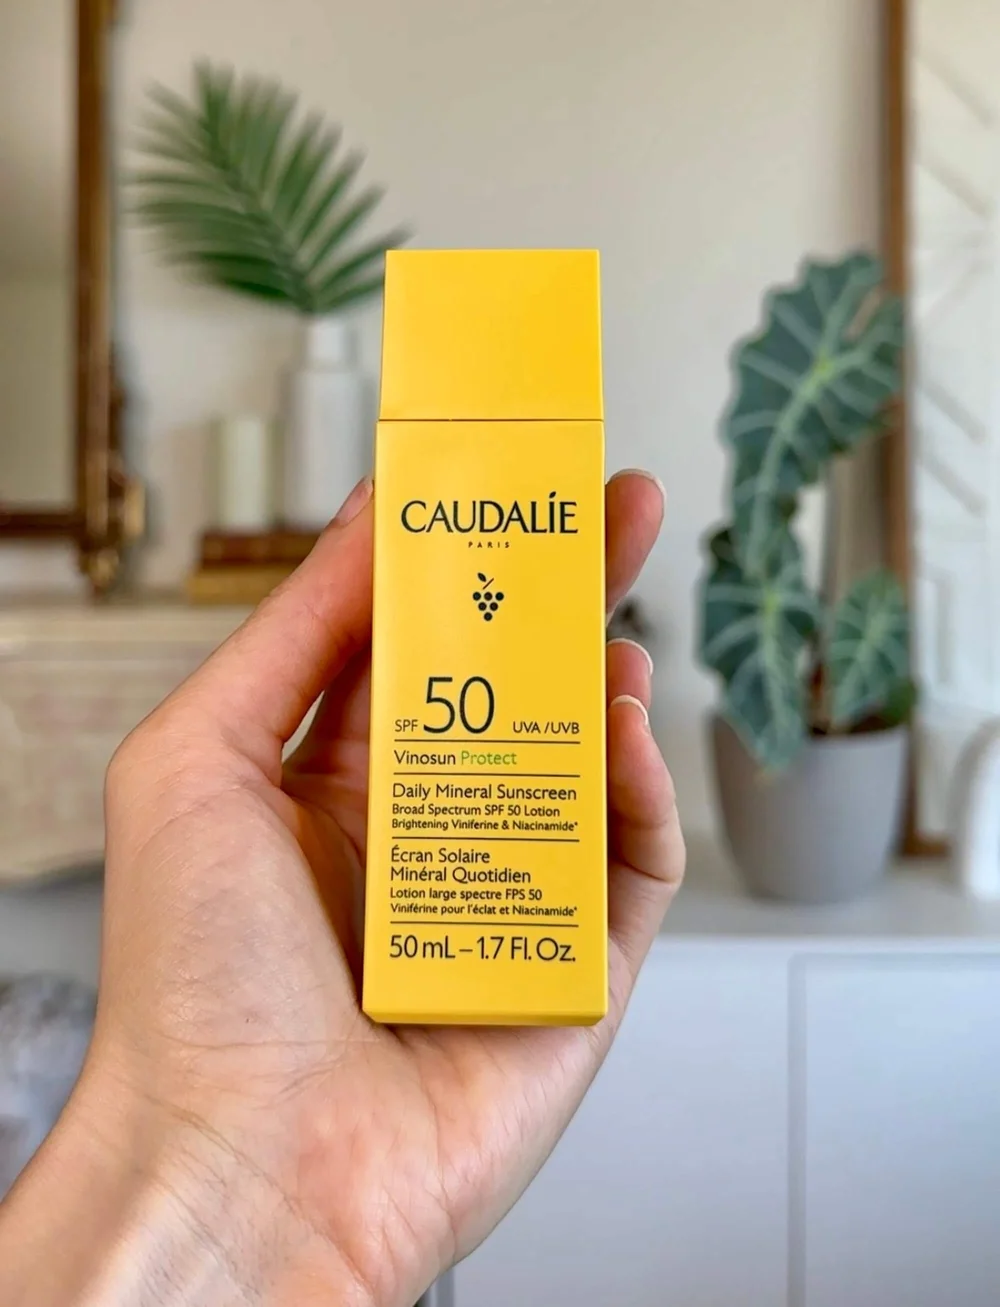 CAUDALÍE
PARIS
SPF 50 UVA/UVB
Vinosun Protect
Daily Mineral Sunscreen
Broad Spectrum SPF 50 Lotion
Brightening Viniferine & Niacinamide*
Écran Solaire
Minéral Quotidien
Lotion large spectre FPS 50
Viniférine pour l'éclat et Niacinamide*
50 mL – 1.7 Fl. Oz.